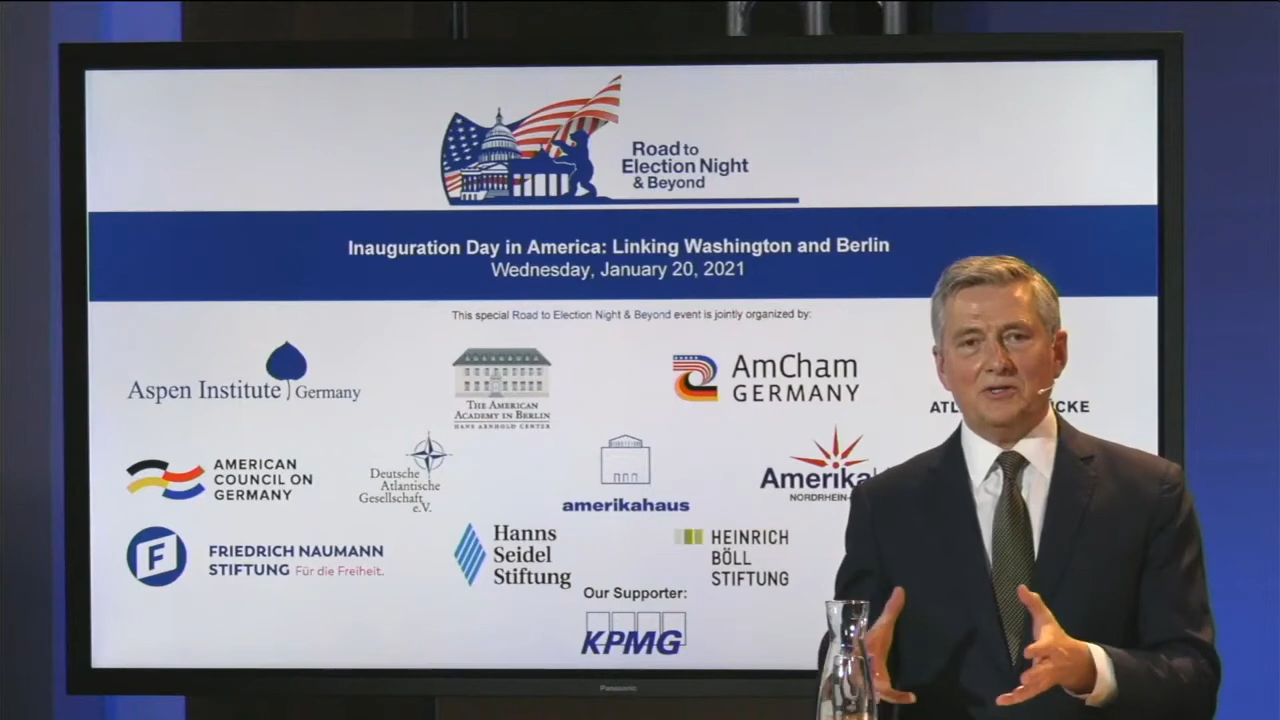 Road to
Election Night
& Beyond
Inauguration Day in America: Linking Washington and Berlin
Wednesday, January 20, 2021
This special Road to Election Night & Beyond event is jointly organized by:
Aspen Institute Germany
THE AMERICAN
ACADEMY IN BERLIN
HANS ARNHOLD CENTER
AmCham
GERMANY
ATL CKE
AMERICAN
COUNCIL ON
GERMANY
Deutsche
Atlantische
Gesellschaft
e.V.
amerikahaus
Amerika
NORDRHEIN-
F
FRIEDRICH NAUMANN
STIFTUNG Für die Freiheit.
Hanns
Seidel
Stiftung
HEINRICH
BÖLL
STIFTUNG
Our Supporter:
KPMG
Panasonic